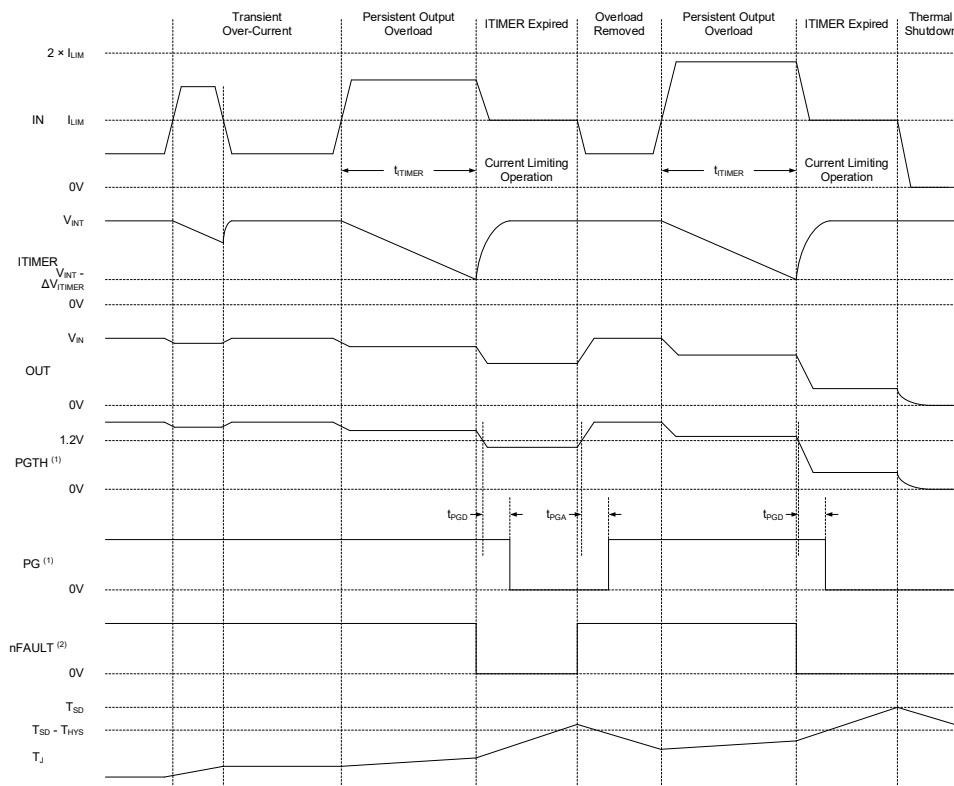 Transient
Over-Current
Persistent Output
Overload
ITIMER Expired
Overload
Removed
Persistent Output
Overload
ITIMER Expired
Thermal
Shutdown
2 × ILIM
IN
ILIM
0V
tITIMER
Current Limiting
Operation
tITIMER
Current Limiting
Operation
VINT
ITIMER
VINT -
ΔVITIMER
0V
VIN
OUT
0V
1.2V
PGTH (1)
0V
tPGD
tPGA
tPGD
PG (1)
0V
nFAULT (2)
0V
TSD
TSD - THYS
TJ